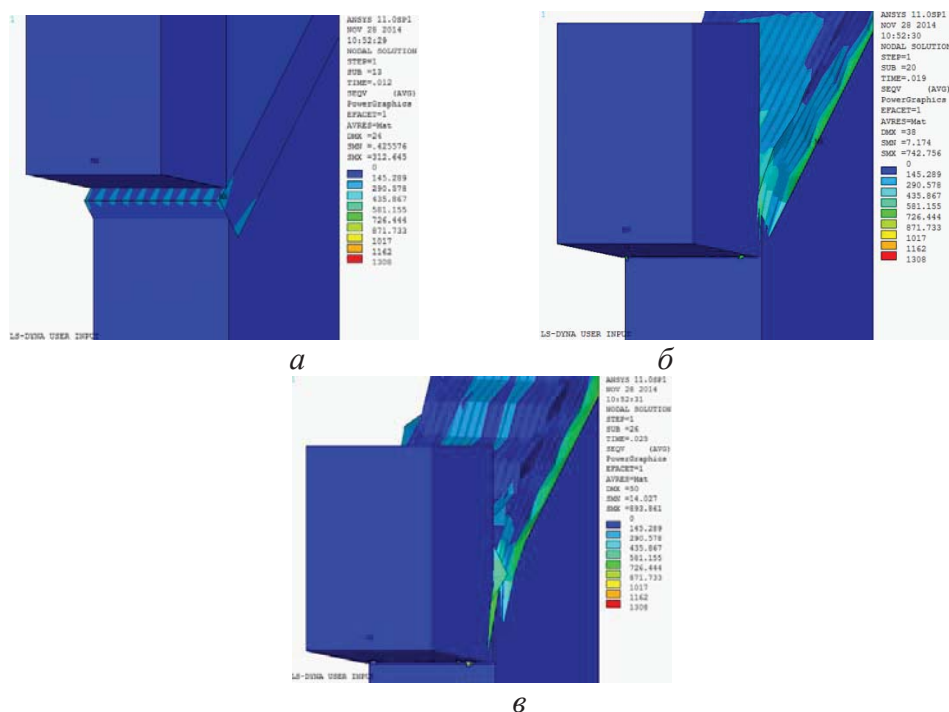 1
ANSYS 11.0SP1
NOV 28 2014
10:52:29
NODAL SOLUTION
STEP=1
SUB =13
TIME=.012
SEQV (AVG)
PowerGraphics
EFACET=1
AVRES=Mat
DMX =24
SMN =.425576
SMX =312.645
0
145.289
290.578
435.867
581.155
726.444
871.733
1017
1162
1308
LS-DYNA USER INPUT
а
1
ANSYS 11.0SP1
NOV 28 2014
10:52:30
NODAL SOLUTION
STEP=1
SUB =20
TIME=.019
SEQV (AVG)
PowerGraphics
EFACET=1
AVRES=Mat
DMX =38
SMN =7.174
SMX =742.756
0
145.289
290.578
435.867
581.155
726.444
871.733
1017
1162
1308
LS-DYNA USER INPUT
б
1
ANSYS 11.0SP1
NOV 28 2014
10:52:31
NODAL SOLUTION
STEP=1
SUB =26
TIME=.025
SEQV (AVG)
PowerGraphics
EFACET=1
AVRES=Mat
DMX =50
SMN =14.027
SMX =893.861
0
145.289
290.578
435.867
581.155
726.444
871.733
1017
1162
1308
LS-DYNA USER INPUT
в